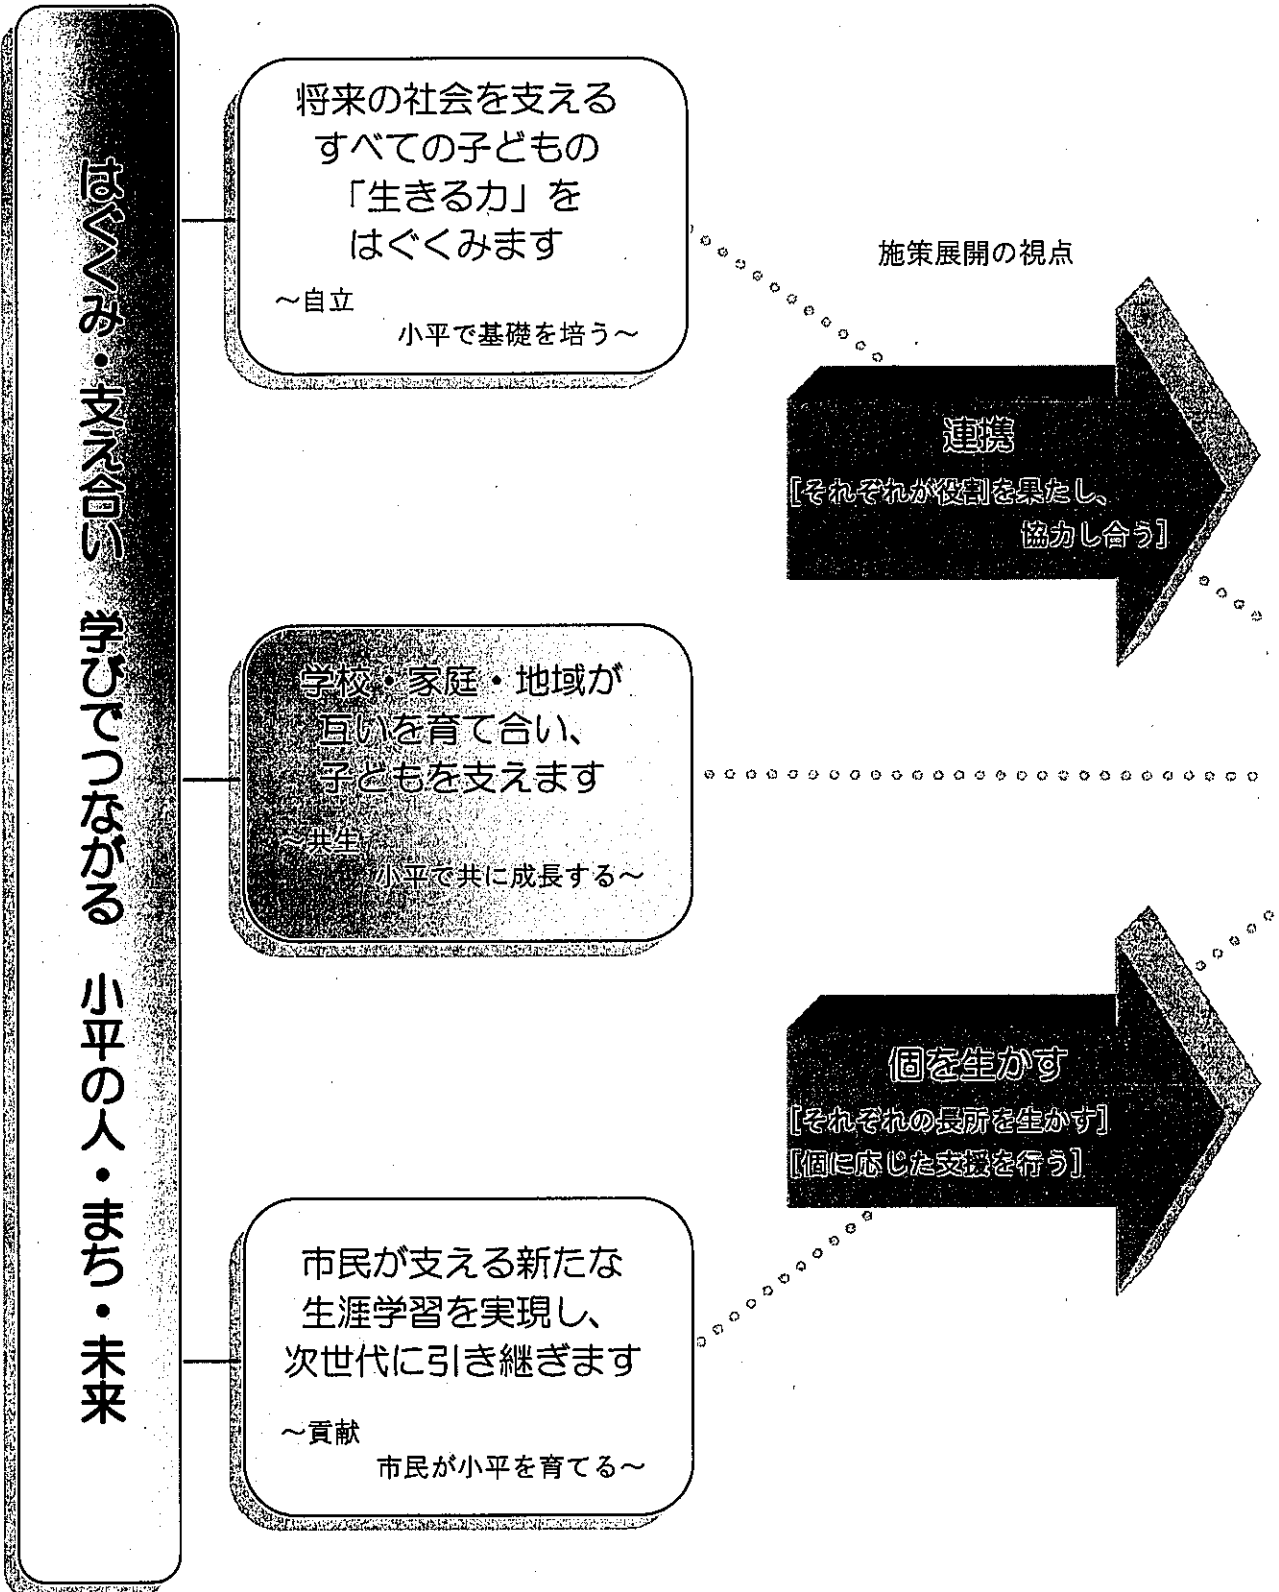 はぐくみ・支え合い　学びでつながる　小平の人・まち・未来
将来の社会を支える
すべての子どもの
「生きる力」を
はぐくみます
～自立
小平で基礎を培う～
施策展開の視点
連携
[それぞれが役割を果たし、
協力し合う]
学校・家庭・地域が
互いを育て合い、
子どもを支えます
～共生
小平で共に成長する～
個を生かす
[それぞれの長所を生かす]
[個に応じた支援を行う]
市民が支える新たな
生涯学習を実現し、
次世代に引き継ぎます
～貢献
市民が小平を育てる～